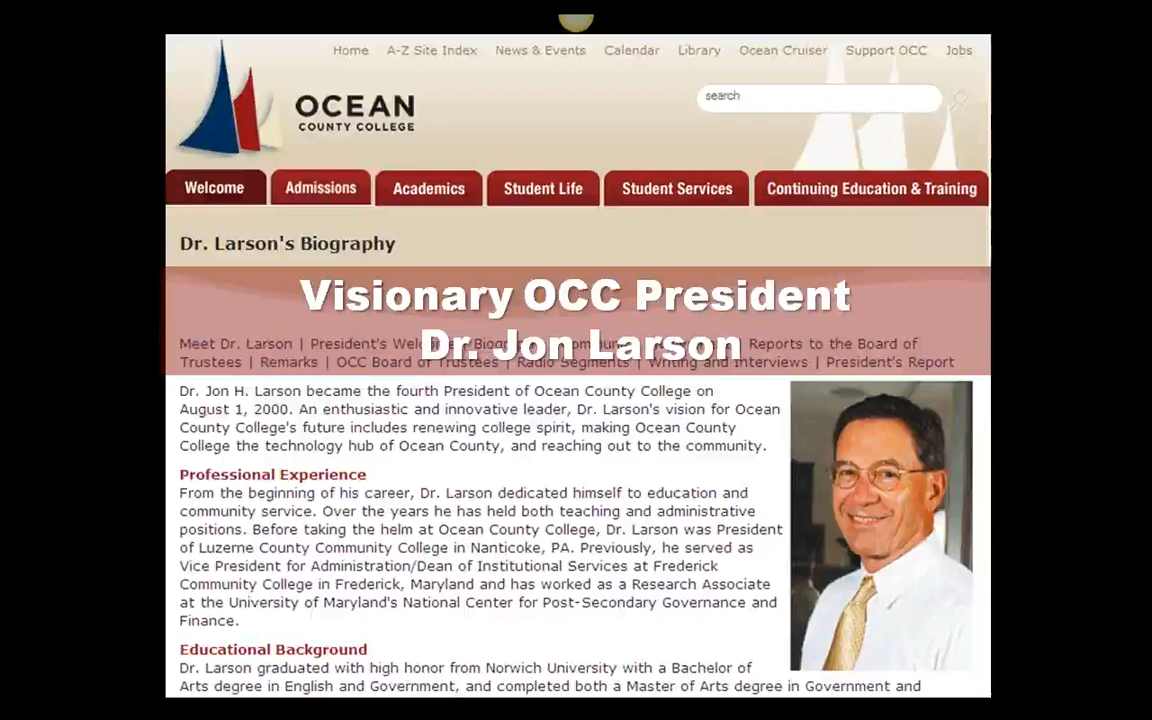 Home A-Z Site Index News & Events Calendar Library Ocean Cruiser Support OCC Jobs
OCEAN
COUNTY COLLEGE
search
Welcome Admissions Academics Student Life Student Services Continuing Education & Training
Dr. Larson's Biography
Visionary OCC President
Dr. Jon Larson
Meet Dr. Larson | President's Welcome | Biography | | Reports to the Board of
Trustees | Remarks | OCC Board of Trustees | Radio Segments | Writing and Interviews | President's Report
Dr. Jon H. Larson became the fourth President of Ocean County College on
August 1, 2000. An enthusiastic and innovative leader, Dr. Larson's vision for Ocean
County College's future includes renewing college spirit, making Ocean County
College the technology hub of Ocean County, and reaching out to the community.
Professional Experience
From the beginning of his career, Dr. Larson dedicated himself to education and
community service. Over the years he has held both teaching and administrative
positions. Before taking the helm at Ocean County College, Dr. Larson was President
of Luzerne County Community College in Nanticoke, PA. Previously, he served as
Vice President for Administration/Dean of Institutional Services at Frederick
Community College in Frederick, Maryland and has worked as a Research Associate
at the University of Maryland's National Center for Post-Secondary Governance and
Finance.
Educational Background
Dr. Larson graduated with high honor from Norwich University with a Bachelor of
Arts degree in English and Government, and completed both a Master of Arts degree in Government and